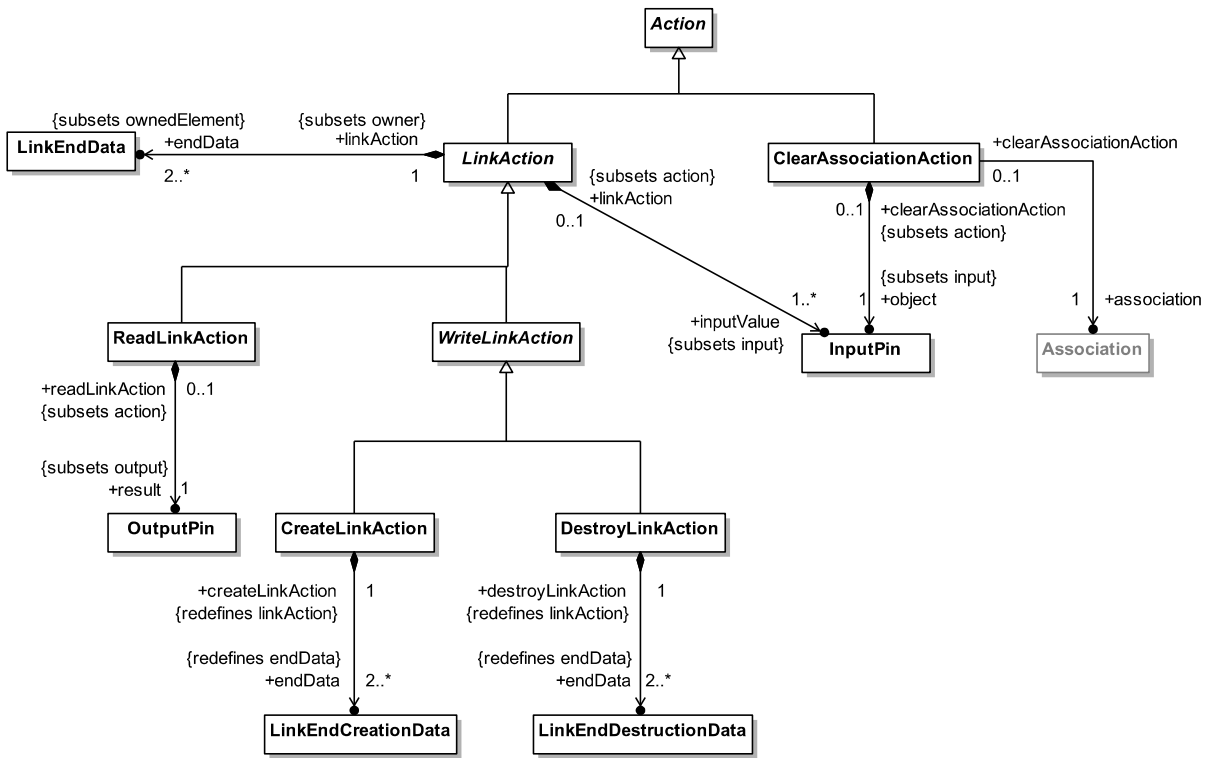 Action
{subsets ownedElement}
+endData
{subsets owner}
+linkAction
LinkEndData
2..*
1
LinkAction
ClearAssociationAction
+clearAssociationAction
0..1
{subsets action}
+linkAction
0..1
0..1
+clearAssociationAction
{subsets action}
{subsets input}
+object
1
1..*
+inputValue
{subsets input}
1
+association
ReadLinkAction
WriteLinkAction
InputPin
Association
+readLinkAction
{subsets action}
0..1
{subsets output}
+result
1
OutputPin
CreateLinkAction
DestroyLinkAction
+createLinkAction
{redefines linkAction}
1
+destroyLinkAction
{redefines linkAction}
1
{redefines endData}
+endData
2..*
{redefines endData}
+endData
2..*
LinkEndCreationData
LinkEndDestructionData